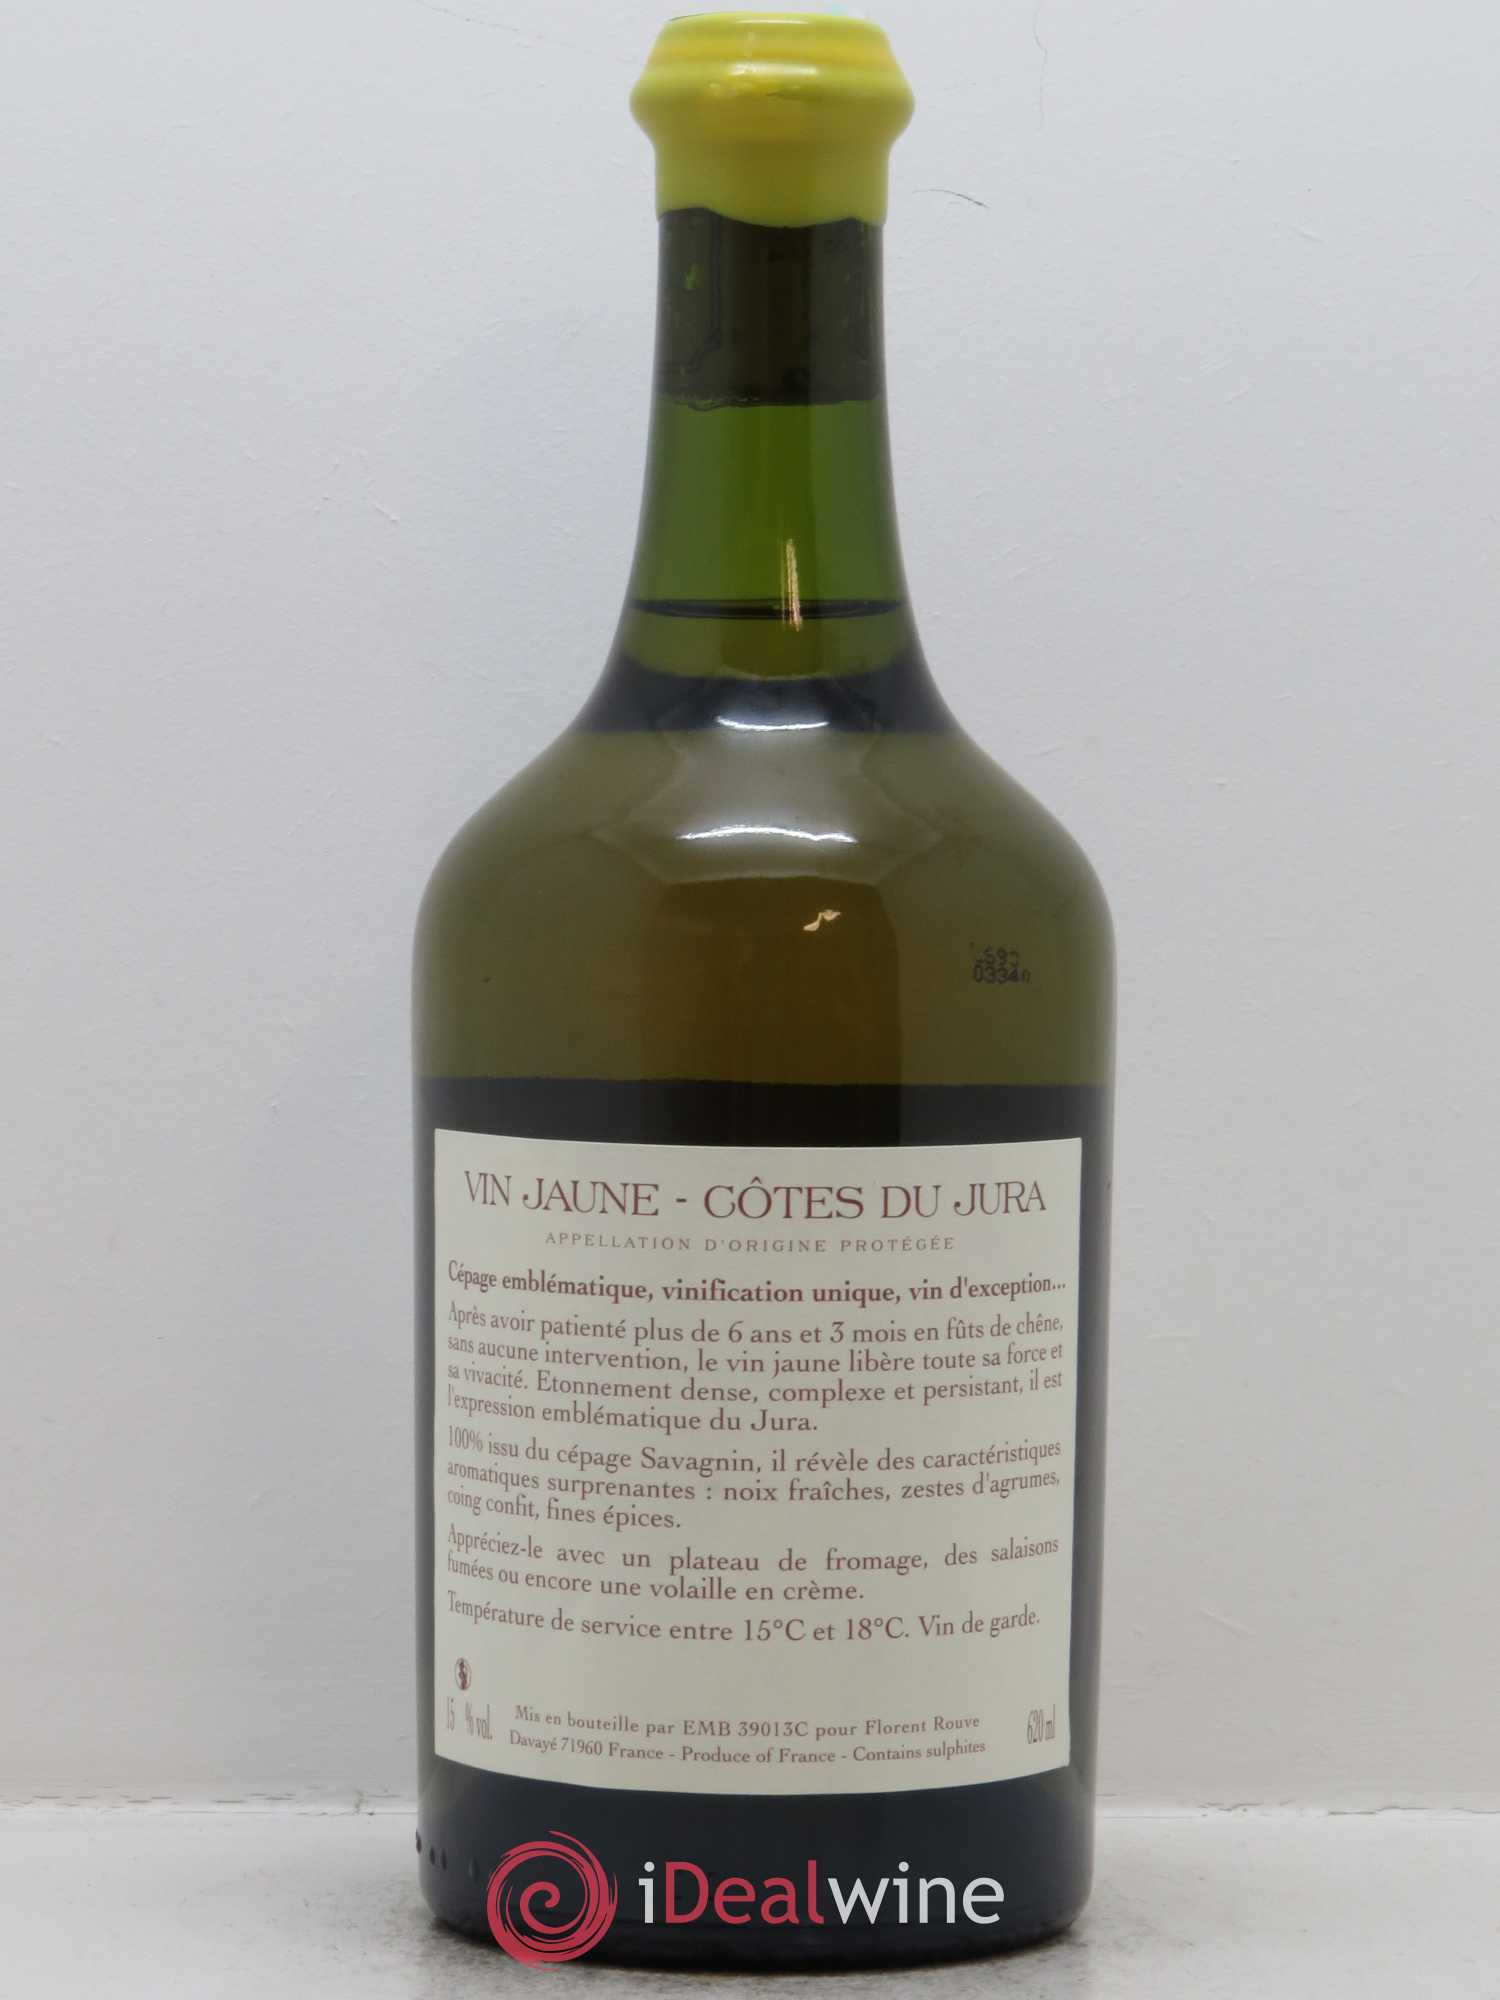 0334
VIN JAUNE - CÔTES DU JURA
APPELLATION D'ORIGINE PROTÉGÉE
Cépage emblématique, vinification unique, vin d'exception...
Après avoir patienté plus de 6 ans et 3 mois en fûts de chêne,
sans aucune intervention, le vin jaune libère toute sa force et
sa vivacité. Etonnement dense, complexe et persistant, il est
l'expression emblématique du Jura.
100% issu du cépage Savagnin, il révèle des caractéristiques
aromatiques surprenantes : noix fraîches, zestes d'agrumes,
coing confit, fines épices.
Appréciez-le avec un plateau de fromage, des salaisons
fumées ou encore une volaille en crème.
Température de service entre 15°C et 18°C. Vin de garde.
15 % vol.
Mis en bouteille par EMB 39013C pour Florent Rouve
Davayé 71960 France - Produce of France - Contains sulphites
620 ml
iDealwine